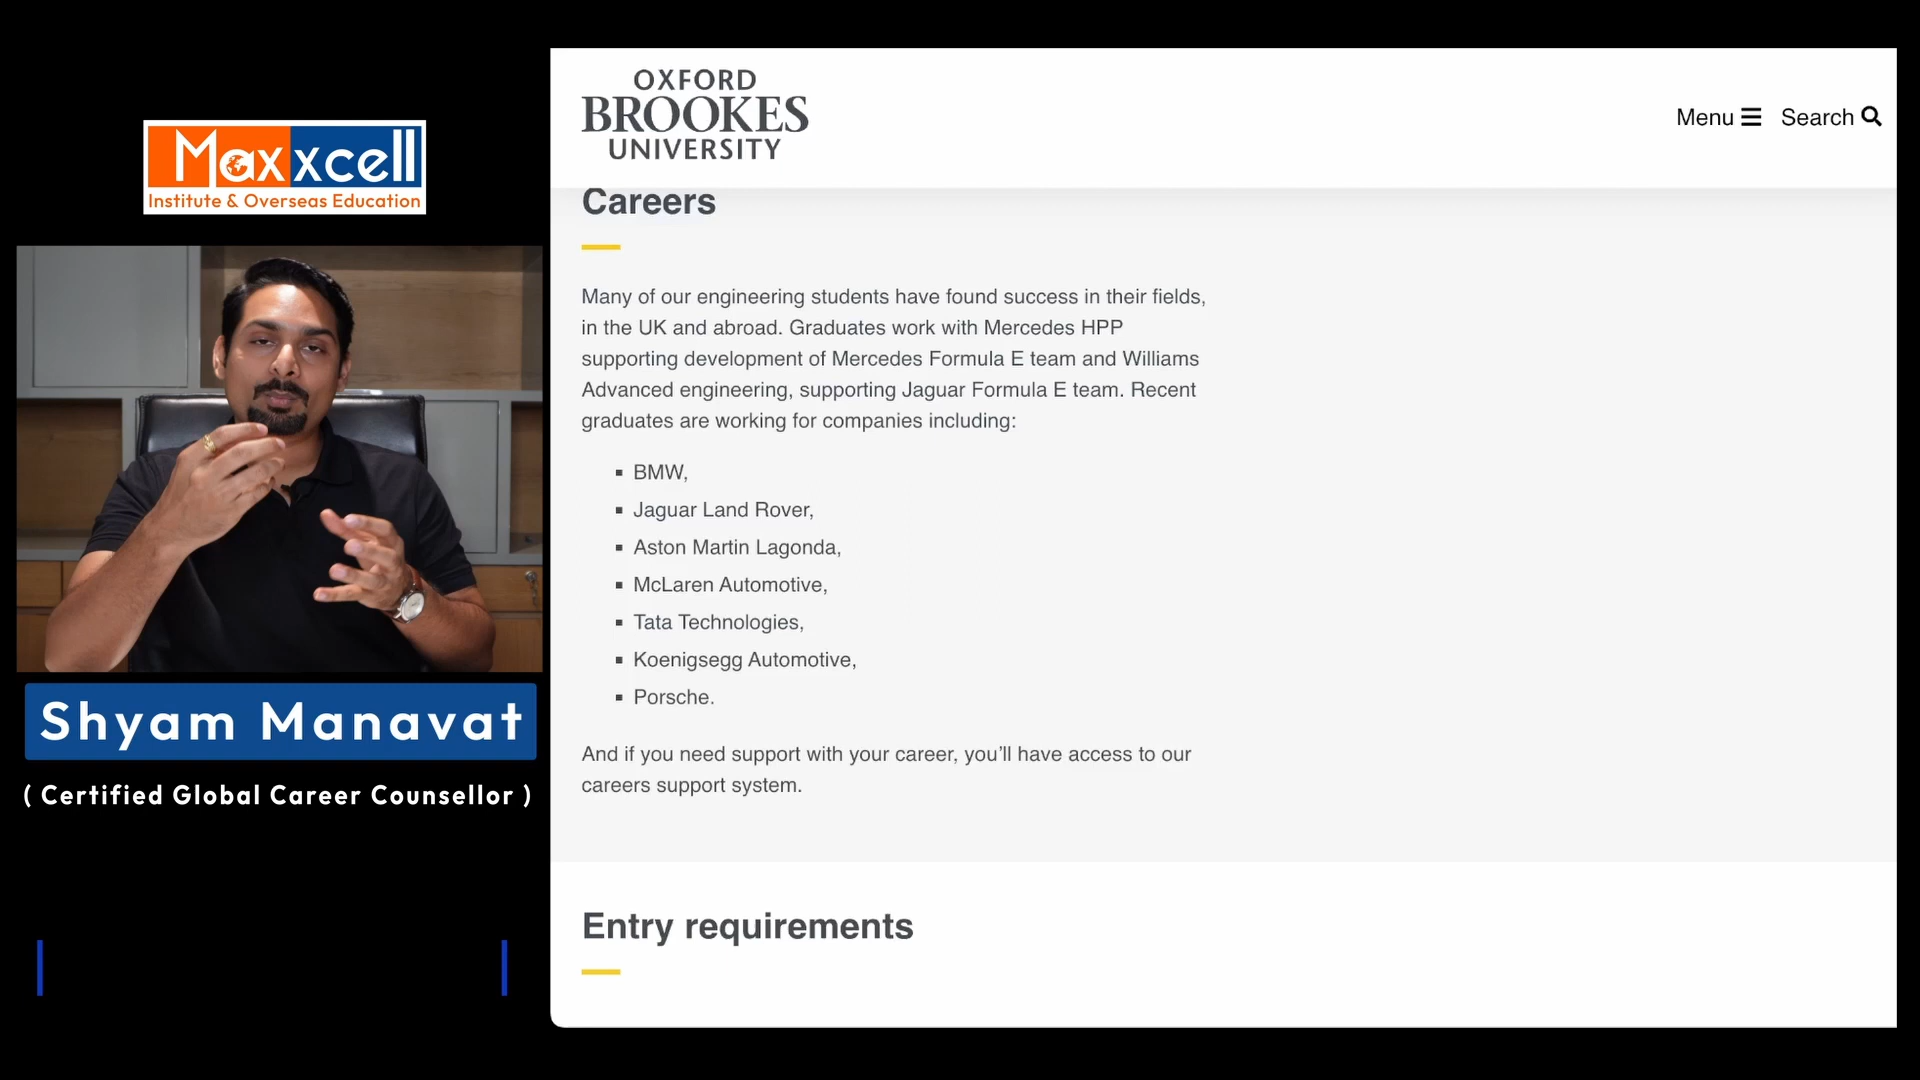 Maxxcell
Institute & Overseas Education
Shyam Manavat
( Certified Global Career Counsellor )
OXFORD
BROOKES
UNIVERSITY
Menu
Search
Careers
Many of our engineering students have found success in their fields,
in the UK and abroad. Graduates work with Mercedes HPP
supporting development of Mercedes Formula E team and Williams
Advanced engineering, supporting Jaguar Formula E team. Recent
graduates are working for companies including:
▪ BMW,
▪ Jaguar Land Rover,
▪ Aston Martin Lagonda,
▪ McLaren Automotive,
▪ Tata Technologies,
▪ Koenigsegg Automotive,
▪ Porsche.
And if you need support with your career, you’ll have access to our
careers support system.
Entry requirements